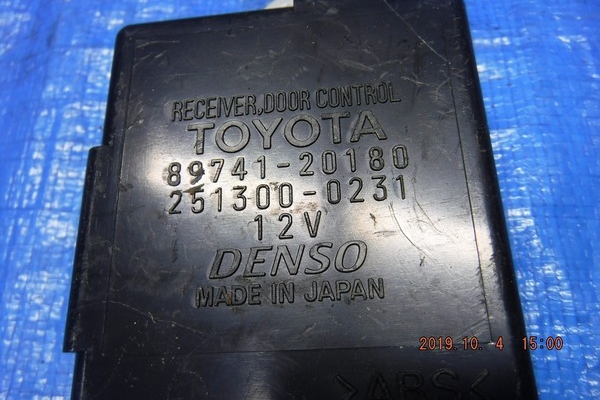 RECEIVER,DOOR CONTROL
TOYOTA
89741-20180
251300-0231
12V
DENSO
MADE IN JAPAN
2019.10. 4 15:00
>ABS<